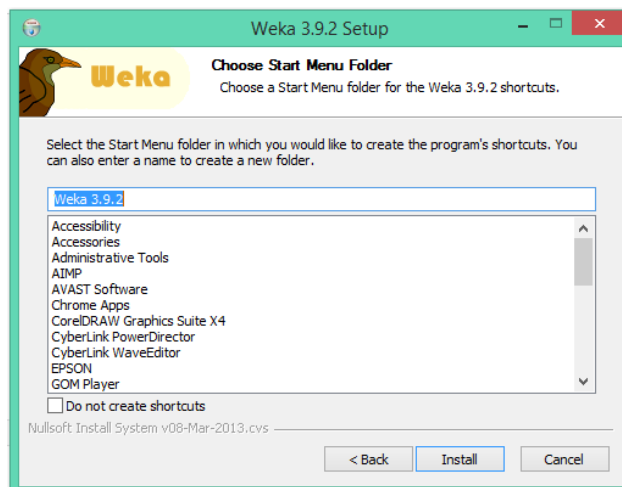 Weka 3.9.2 Setup
Weka
Choose Start Menu Folder
Choose a Start Menu folder for the Weka 3.9.2 shortcuts.
Select the Start Menu folder in which you would like to create the program's shortcuts. You
can also enter a name to create a new folder.
Weka 3.9.2
Accessibility
Accessories
Administrative Tools
AIMP
AVAST Software
Chrome Apps
CorelDRAW Graphics Suite X4
CyberLink PowerDirector
CyberLink WaveEditor
EPSON
GOM Player
Do not create shortcuts
Nullsoft Install System v08-Mar-2013.cvs
< Back Install Cancel